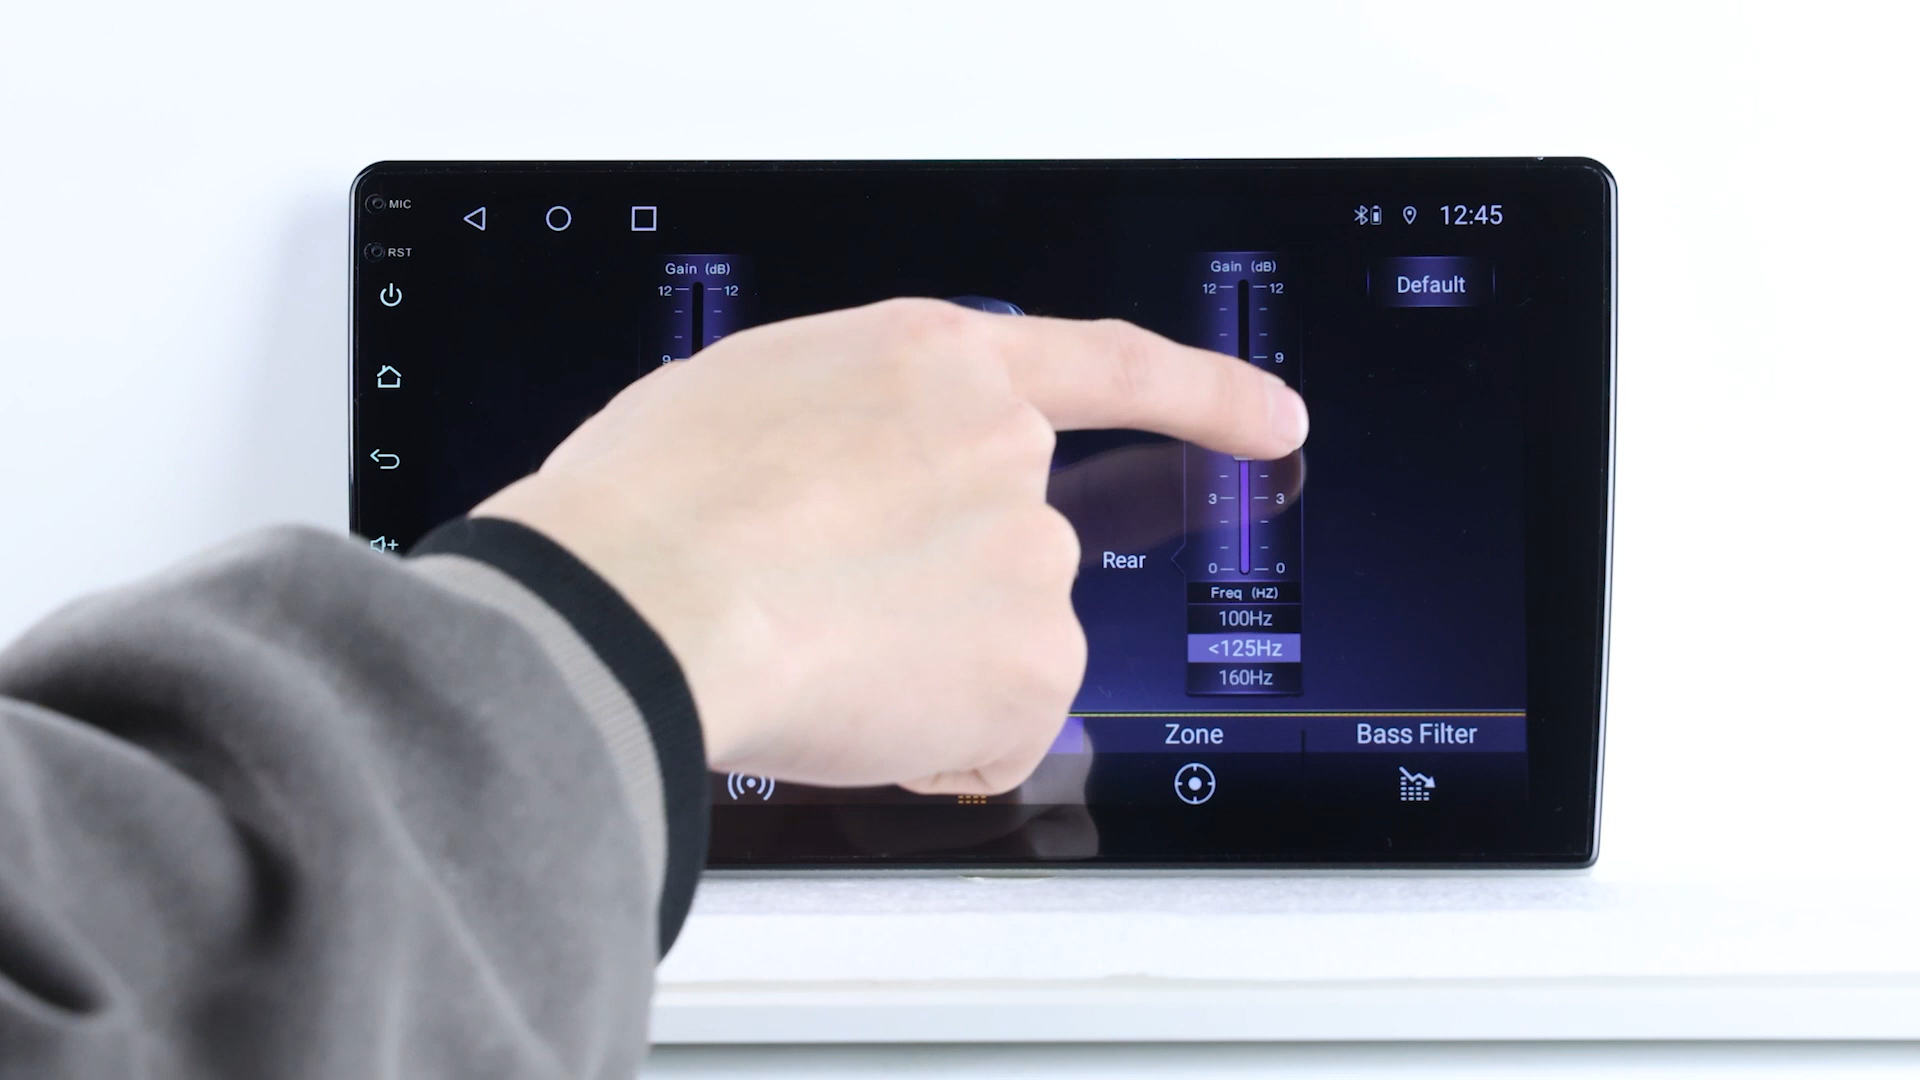 MIC
12:45
RST
Gain (dB)
12 12
9
Gain (dB)
12 12
9
3 3
0 0
Default
Rear
Freq (HZ)
100Hz
<125Hz
160Hz
Zone
Bass Filter